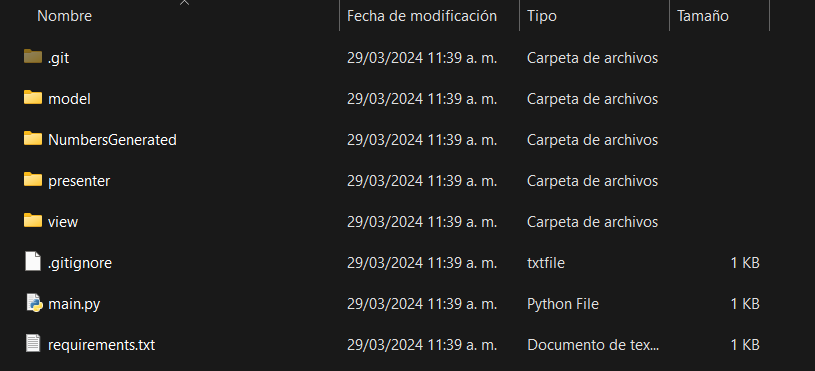 Nombre Fecha de modificación Tipo Tamaño
.git 29/03/2024 11:39 a. m. Carpeta de archivos
model 29/03/2024 11:39 a. m. Carpeta de archivos
NumbersGenerated 29/03/2024 11:39 a. m. Carpeta de archivos
presenter 29/03/2024 11:39 a. m. Carpeta de archivos
view 29/03/2024 11:39 a. m. Carpeta de archivos
.gitignore 29/03/2024 11:39 a. m. txtfile 1 KB
main.py 29/03/2024 11:39 a. m. Python File 1 KB
requirements.txt 29/03/2024 11:39 a. m. Documento de tex... 1 KB